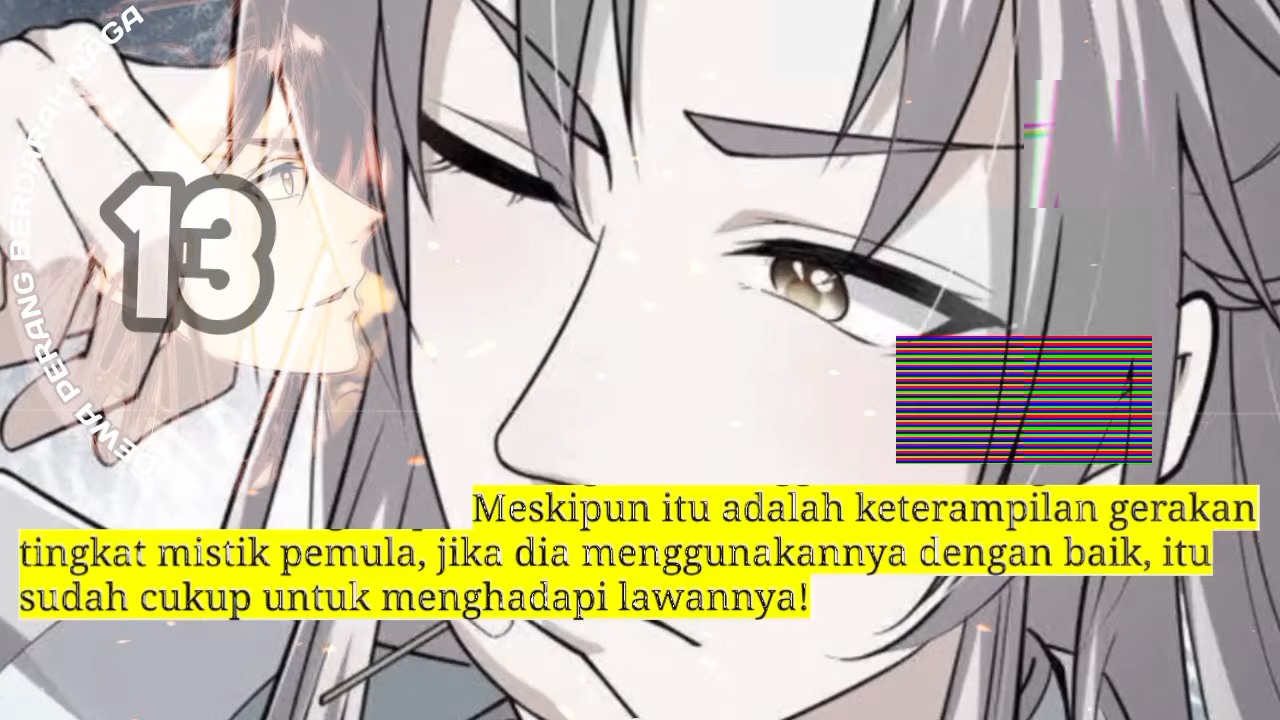 DEWA PERANG BERDARAH NAGA
13
Meskipun itu adalah keterampilan gerakan
tingkat mistik pemula, jika dia menggunakannya dengan baik, itu
sudah cukup untuk menghadapi lawannya!